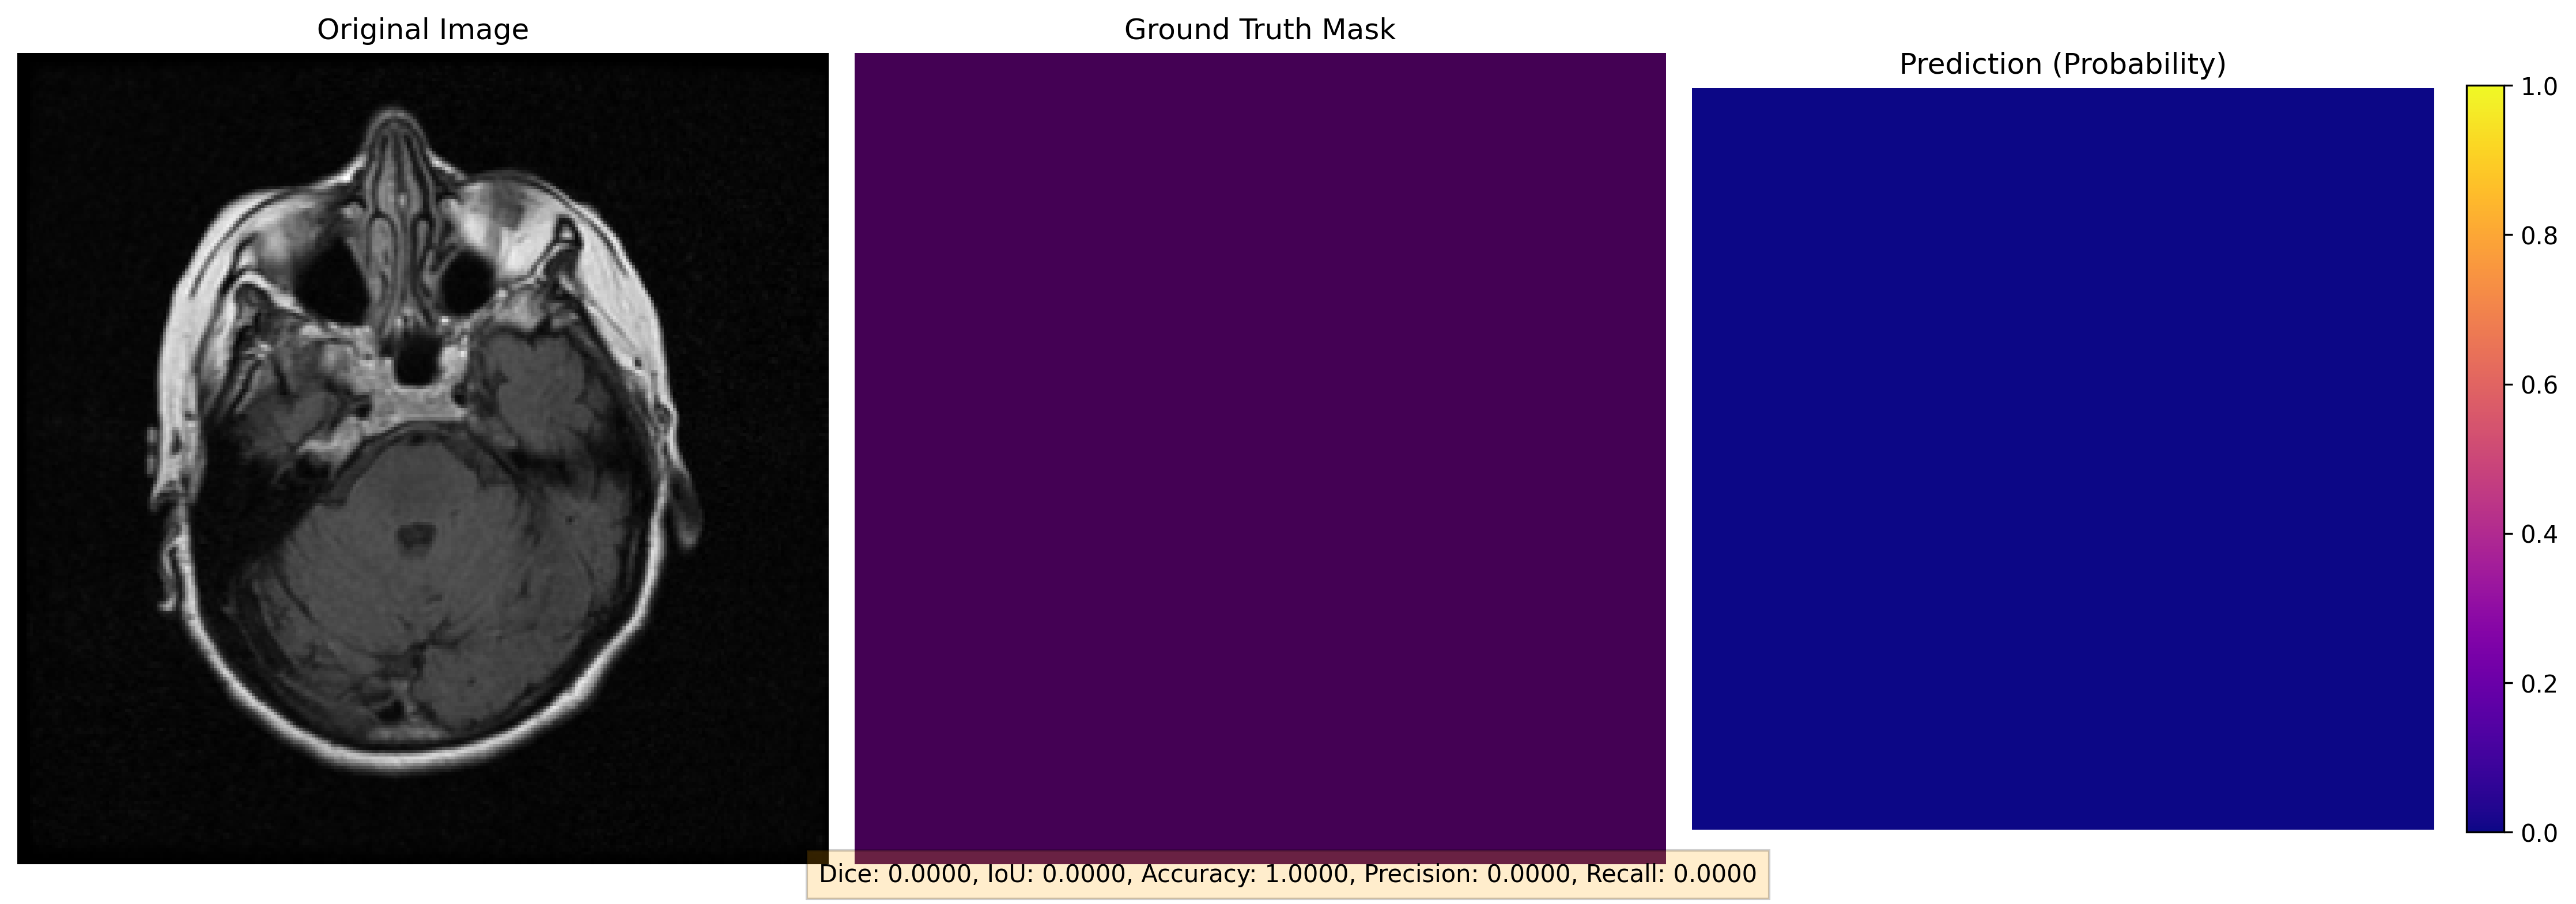 Original Image
Ground Truth Mask
Prediction (Probability)
1.0
0.8
0.6
0.4
0.2
0.0
Dice: 0.0000, IoU: 0.0000, Accuracy: 1.0000, Precision: 0.0000, Recall: 0.0000